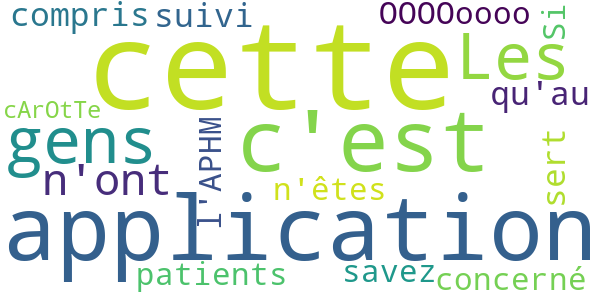 compris suivi OOOOoooo
cette Les Si
qu'au
cArOtTe
gens c'est
n'ont l'APHM n'êtes sert
application
patients savez concerné